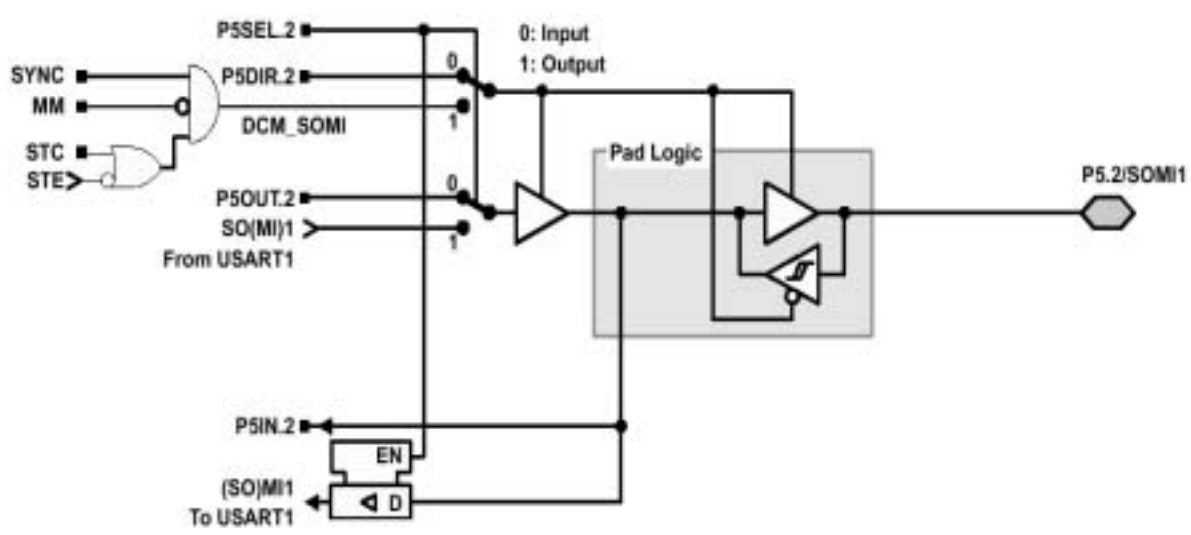 P5SEL.2
0: Input
1: Output
SYNC
P5DIR.2
0
MM
DCM_SOMI
1
STC
STE
Pad Logic
P5.2/SOMI1
P5OUT.2
0
SO(MI)1
1
From USART1
P5IN.2
EN
(SO)MI1
D
To USART1